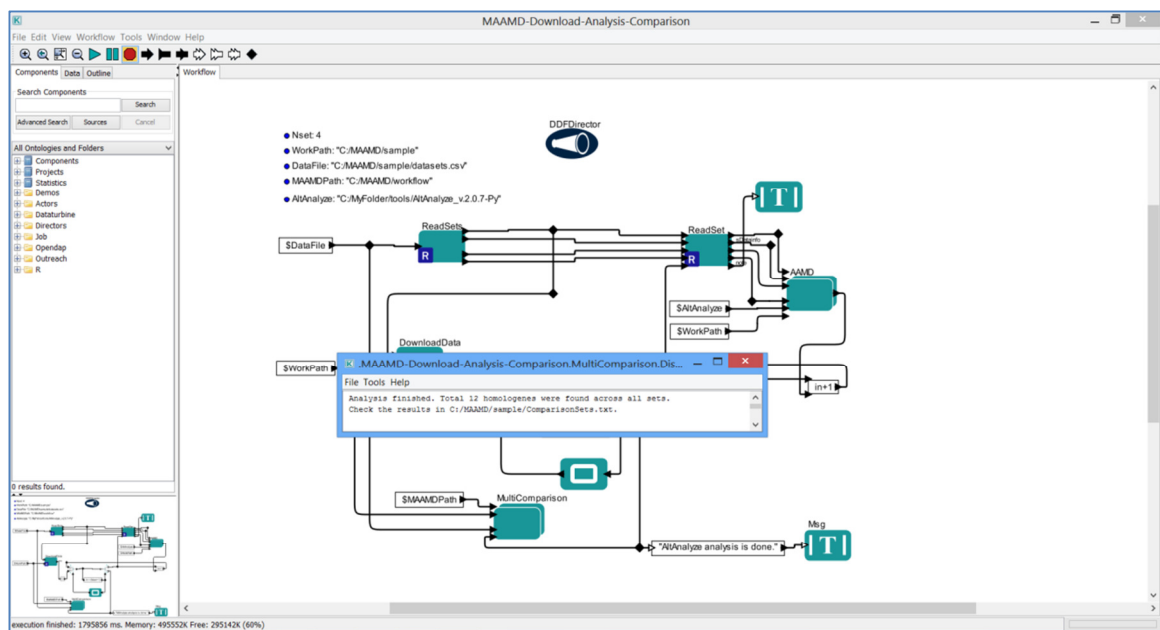 MAAMD-Download-Analysis-Comparison
File Edit View Workflow Tools Window Help
Components Data Outline
Workflow
Search Components
Search
Advanced Search Sources Cancel
All Ontologies and Folders
Components
Projects
Statistics
Demos
Actors
Dataturbine
Directors
Job
Opendap
Outreach
R
0 results found.
DDFDirector
Nset: 4
WorkPath: "C:/MAAMD/sample"
DataFile: "C:/MAAMD/sample/datasets.csv"
MAAMDPath: "C:/MAAMD/workflow"
AltAnalyze: "C:/MyFolder/tools/AltAnalyze_v.2.0.7-Py"
T
ReadSets
ReadSet
$DataFile
R
R
AAMD
$AltAnalyze
$WorkPath
DownloadData
$WorkPath
in+1
.MAAMD-Download-Analysis-Comparison.MultiComparison.Dis...
File Tools Help
Analysis finished. Total 12 homologenes were found across all sets.
Check the results in C:/MAAMD/sample/ComparisonSets.txt.
$MAAMDPath
MultiComparison
Msg
"AltAnalyze analysis is done."
T
execution finished: 1795856 ms. Memory: 495552K Free: 295142K (60%)